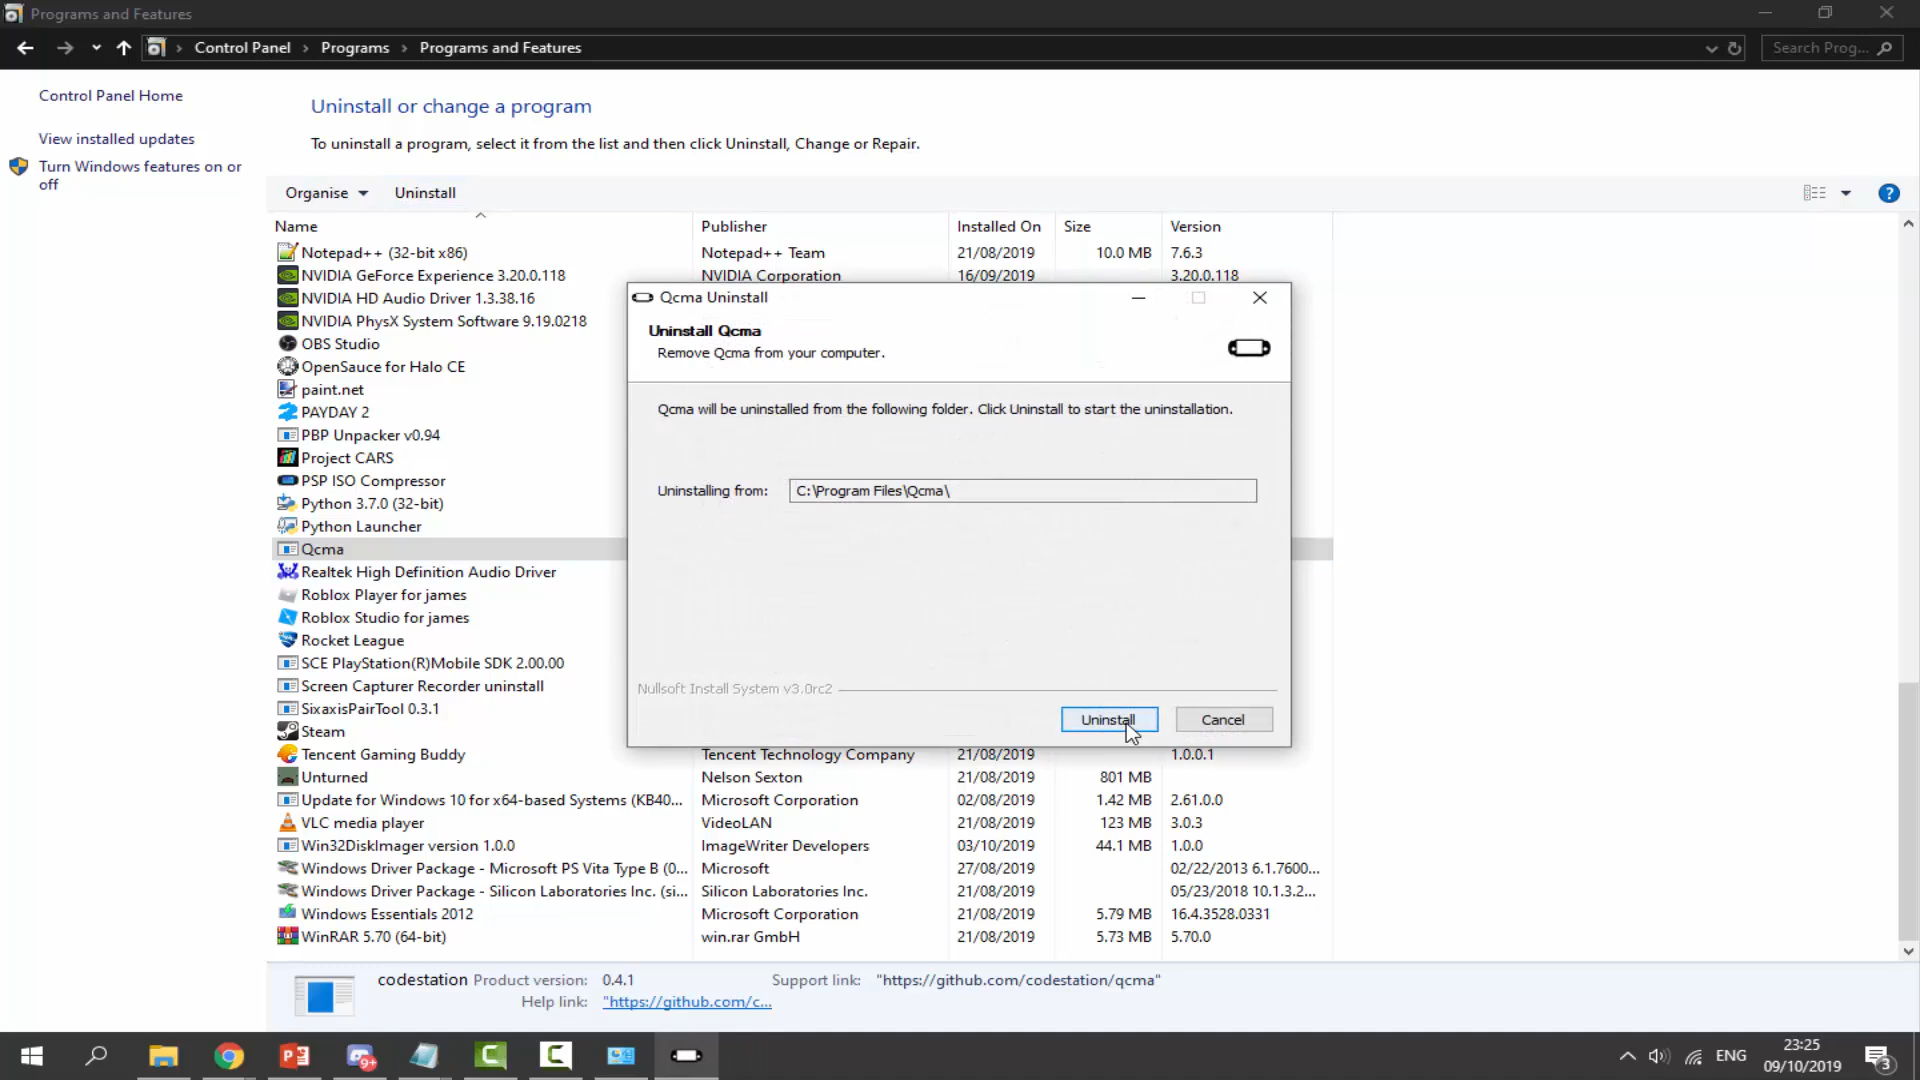 Programs and Features
Control Panel
Programs
Programs and Features
Search Prog...
Control Panel Home
View installed updates
Turn Windows features on or
off
Uninstall or change a program
To uninstall a program, select it from the list and then click Uninstall, Change or Repair.
Organise
Uninstall
Name Publisher Installed On Size Version
Notepad++ (32-bit x86) Notepad++ Team 21/08/2019 10.0 MB 7.6.3
NVIDIA GeForce Experience 3.20.0.118 NVIDIA Corporation 16/09/2019 3.20.0.118
NVIDIA HD Audio Driver 1.3.38.16
NVIDIA PhysX System Software 9.19.0218
OBS Studio
OpenSauce for Halo CE
paint.net
PAYDAY 2
PBP Unpacker v0.94
Project CARS
PSP ISO Compressor
Python 3.7.0 (32-bit)
Python Launcher
Qcma
Realtek High Definition Audio Driver
Roblox Player for james
Roblox Studio for james
Rocket League
SCE PlayStation(R)Mobile SDK 2.00.00
Screen Capturer Recorder uninstall
SixaxisPairTool 0.3.1
Steam
Tencent Gaming Buddy Tencent Technology Company 21/08/2019 1.0.0.1
Unturned Nelson Sexton 21/08/2019 801 MB
Update for Windows 10 for x64-based Systems (KB40... Microsoft Corporation 02/08/2019 1.42 MB 2.61.0.0
VLC media player VideoLAN 21/08/2019 123 MB 3.0.3
Win32DiskImager version 1.0.0 ImageWriter Developers 03/10/2019 44.1 MB 1.0.0
Windows Driver Package - Microsoft PS Vita Type B (0... Microsoft 27/08/2019 02/22/2013 6.1.7600...
Windows Driver Package - Silicon Laboratories Inc. (si... Silicon Laboratories Inc. 21/08/2019 05/23/2018 10.1.3.2...
Windows Essentials 2012 Microsoft Corporation 21/08/2019 5.79 MB 16.4.3528.0331
WinRAR 5.70 (64-bit) win.rar GmbH 21/08/2019 5.73 MB 5.70.0
Qcma Uninstall
Uninstall Qcma
Remove Qcma from your computer.
Qcma will be uninstalled from the following folder. Click Uninstall to start the uninstallation.
Uninstalling from: C:\Program Files\Qcma\
Nullsoft Install System v3.0rc2
Uninstall
Cancel
codestation Product version: 0.4.1 Support link: "https://github.com/codestation/qcma"
Help link: "https://github.com/c...
9+
ENG
23:25
09/10/2019
3